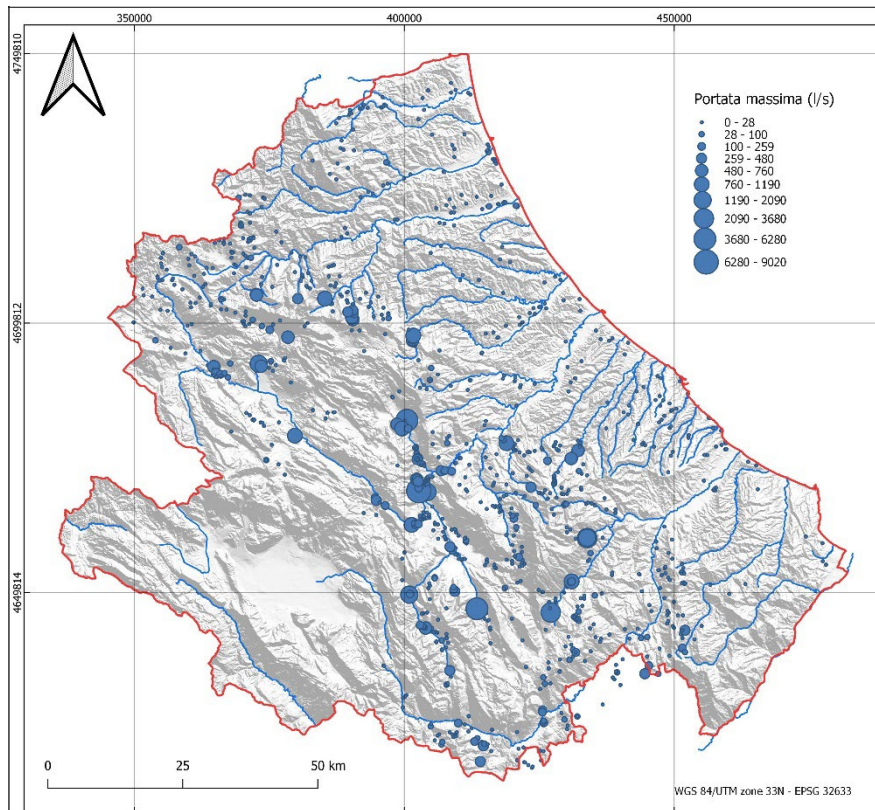 350000
400000
450000
4749810
Portata massima (l/s)
0 - 28
28 - 100
100 - 259
259 - 480
480 - 760
760 - 1190
1190 - 2090
2090 - 3680
3680 - 6280
6280 - 9020
4699812
4649814
0
25
50 km
WGS 84/UTM zone 33N - EPSG 32633